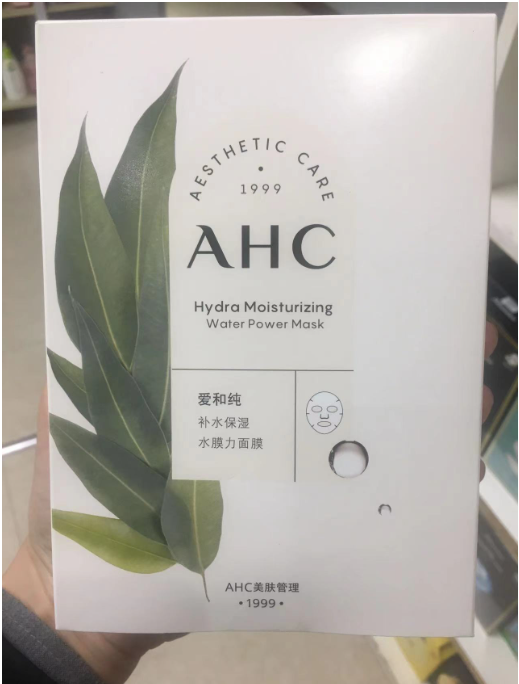 AESTHETIC CARE
1999
AHC
Hydra Moisturizing
Water Power Mask
爱和纯
补水保湿
水膜力面膜
AHC美肤管理
•1999•